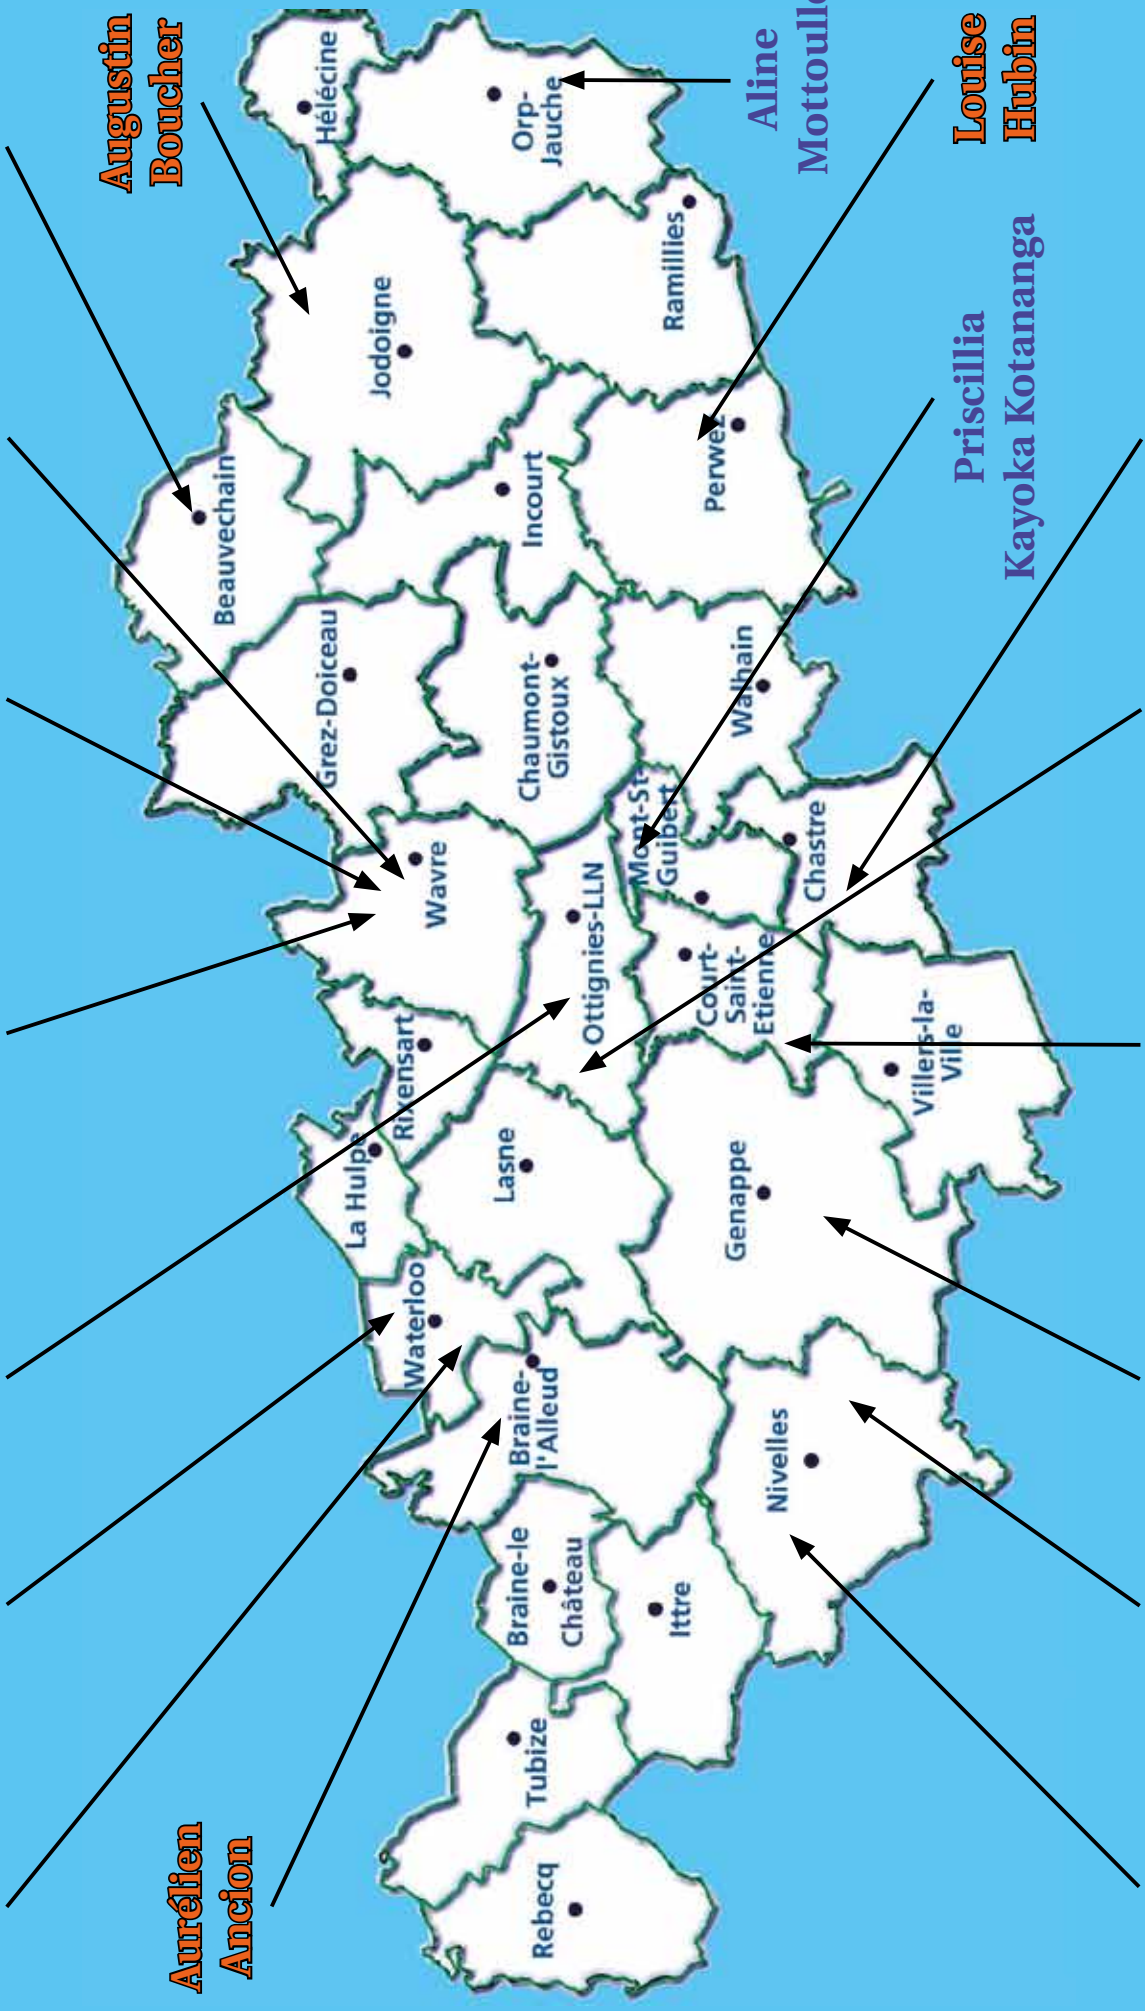 Aurélien
Ancion
Augustin
Boucher
Beauvechain
Hélécine
Grez-Doiceau
La Hulpe
Jodoigne
Rixensart
Waterloo
Wavre
Lasne
Braine-
l'Alleud
Braine-le
Château
Tubize
Rebecq
Chaumont-
Gistoux
Incourt
Orp-
Jauche
Ottignies-LLN
Mont-St-
Guibert
Ittre
Ramillies
Court-
Saint-
Etienne
Genappe
Walhain
Perwez
Nivelles
Chastre
Villers-la-
Ville
Aline
Mottoulle
Priscillia
Kayoka Kotananga
Louise
Hubin